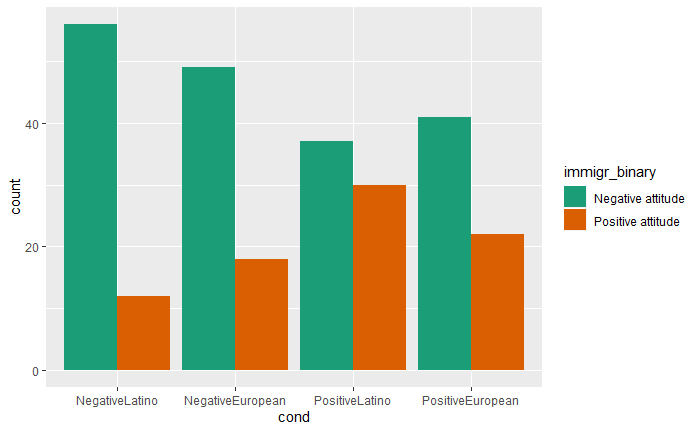 count
40
20
0
NegativeLatino NegativeEuropean PositiveLatino PositiveEuropean
cond
immigr_binary
Negative attitude
Positive attitude